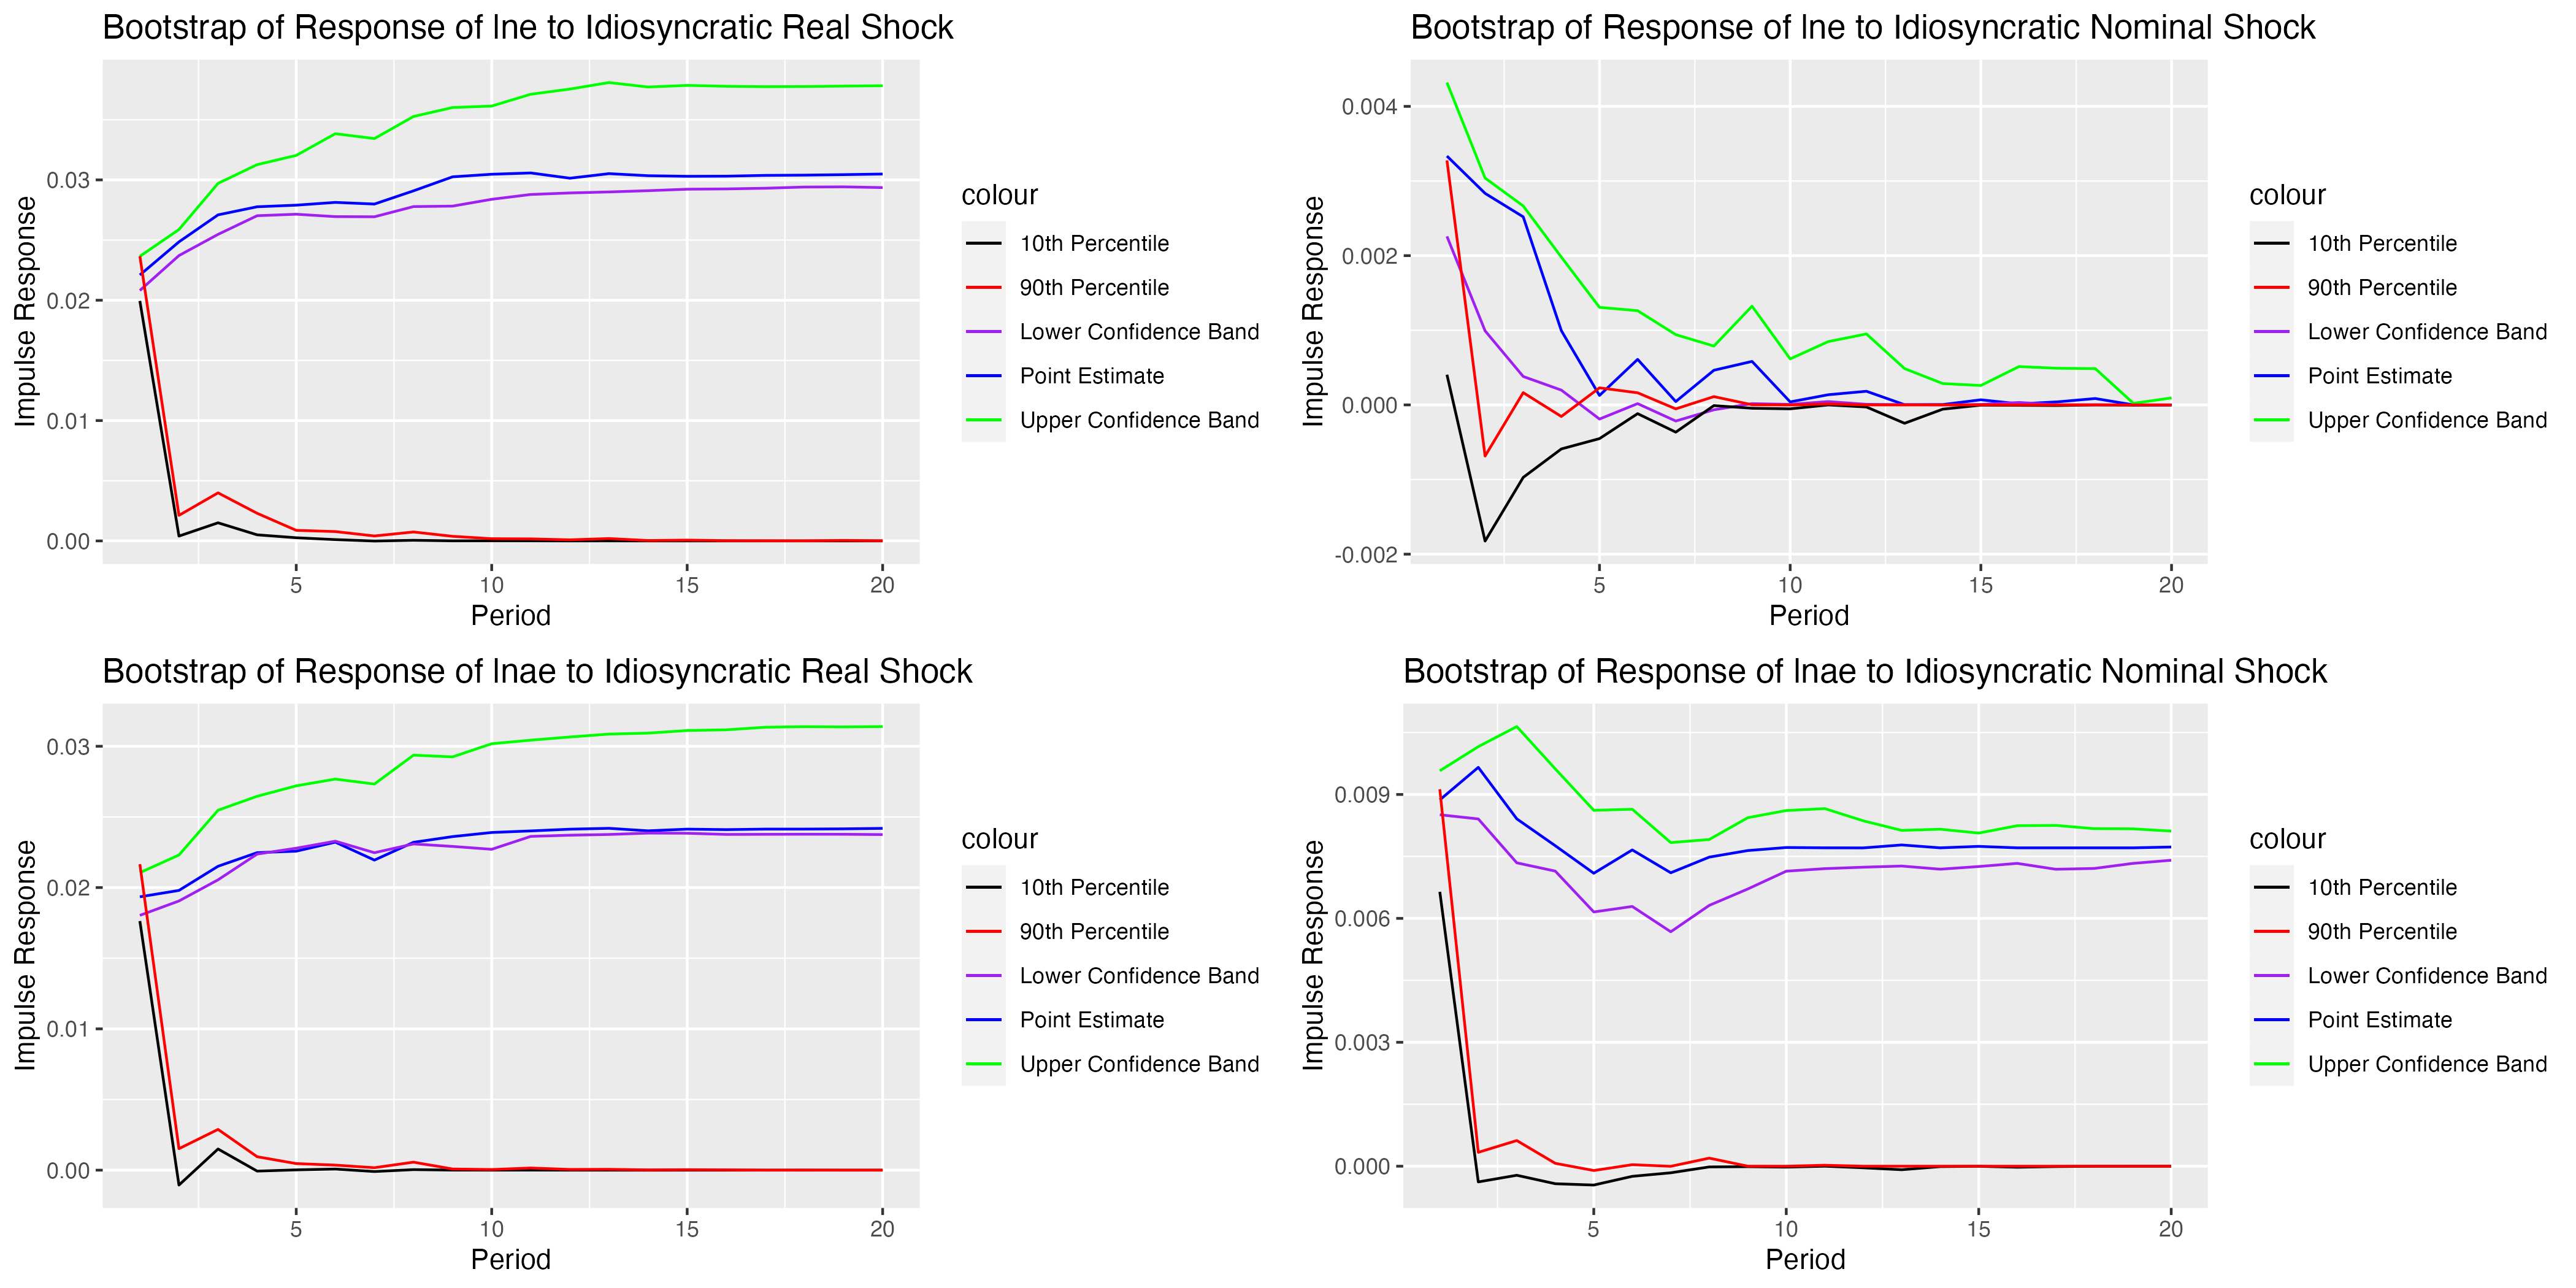 Bootstrap of Response of lne to Idiosyncratic Real Shock
Impulse Response
0.03
0.02
0.01
0.00
5 10 15 20
Period
colour
10th Percentile
90th Percentile
Lower Confidence Band
Point Estimate
Upper Confidence Band
Bootstrap of Response of lne to Idiosyncratic Nominal Shock
Impulse Response
0.004
0.002
0.000
-0.002
5 10 15 20
Period
colour
10th Percentile
90th Percentile
Lower Confidence Band
Point Estimate
Upper Confidence Band
Bootstrap of Response of lnae to Idiosyncratic Real Shock
Impulse Response
0.03
0.02
0.01
0.00
5 10 15 20
Period
colour
10th Percentile
90th Percentile
Lower Confidence Band
Point Estimate
Upper Confidence Band
Bootstrap of Response of lnae to Idiosyncratic Nominal Shock
Impulse Response
0.009
0.006
0.003
0.000
5 10 15 20
Period
colour
10th Percentile
90th Percentile
Lower Confidence Band
Point Estimate
Upper Confidence Band